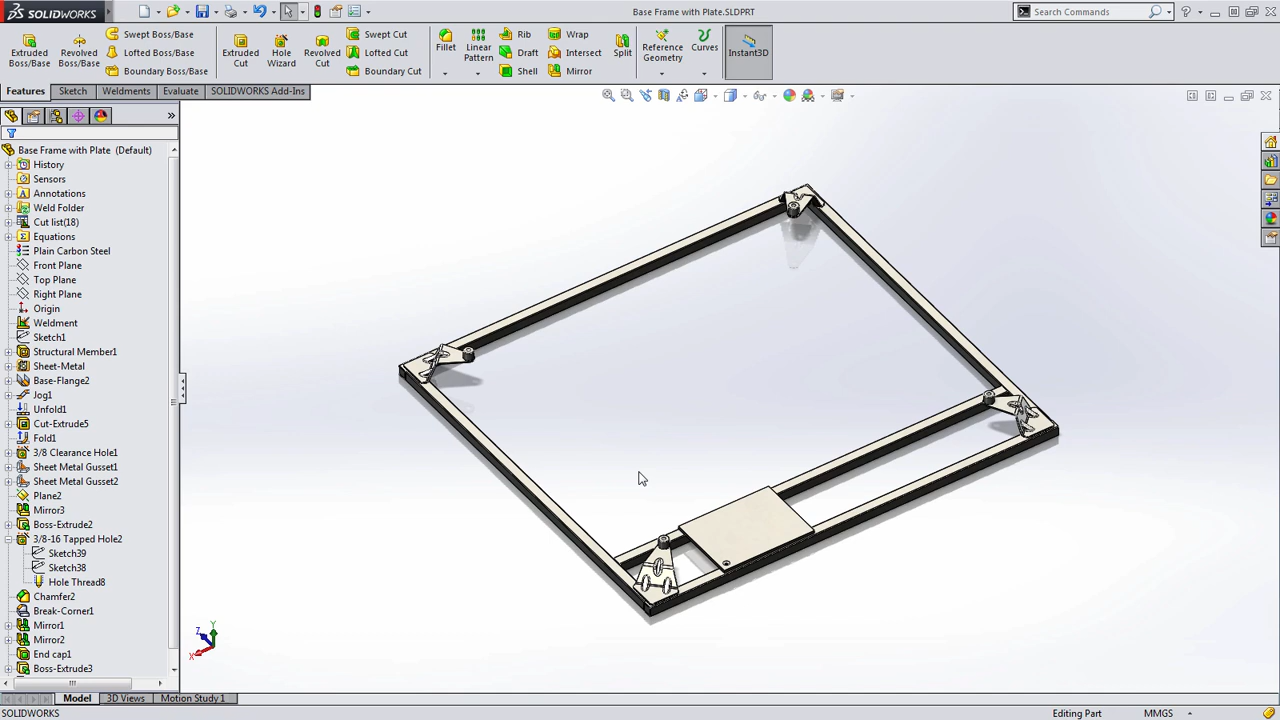 SOLIDWORKS
Base Frame with Plate.SLDPRT
Search Commands
Extruded Boss/Base
Revolved Boss/Base
Swept Boss/Base
Lofted Boss/Base
Boundary Boss/Base
Extruded Cut
Hole Wizard
Revolved Cut
Swept Cut
Lofted Cut
Boundary Cut
Fillet
Linear Pattern
Rib
Draft
Shell
Wrap
Intersect
Mirror
Split
Reference Geometry
Curves
Instant3D
Features
Sketch
Weldments
Evaluate
SOLIDWORKS Add-Ins
Base Frame with Plate (Default)
History
Sensors
Annotations
Weld Folder
Cut list(18)
Equations
Plain Carbon Steel
Front Plane
Top Plane
Right Plane
Origin
Weldment
Sketch1
Structural Member1
Sheet-Metal
Base-Flange2
Jog1
Unfold1
Cut-Extrude5
Fold1
3/8 Clearance Hole1
Sheet Metal Gusset1
Sheet Metal Gusset2
Plane2
Mirror3
Boss-Extrude2
3/8-16 Tapped Hole2
Sketch39
Sketch38
Hole Thread8
Chamfer2
Break-Corner1
Mirror1
Mirror2
End cap1
Boss-Extrude3
Y
Z
X
Model
3D Views
Motion Study 1
SOLIDWORKS
Editing Part
MMGS